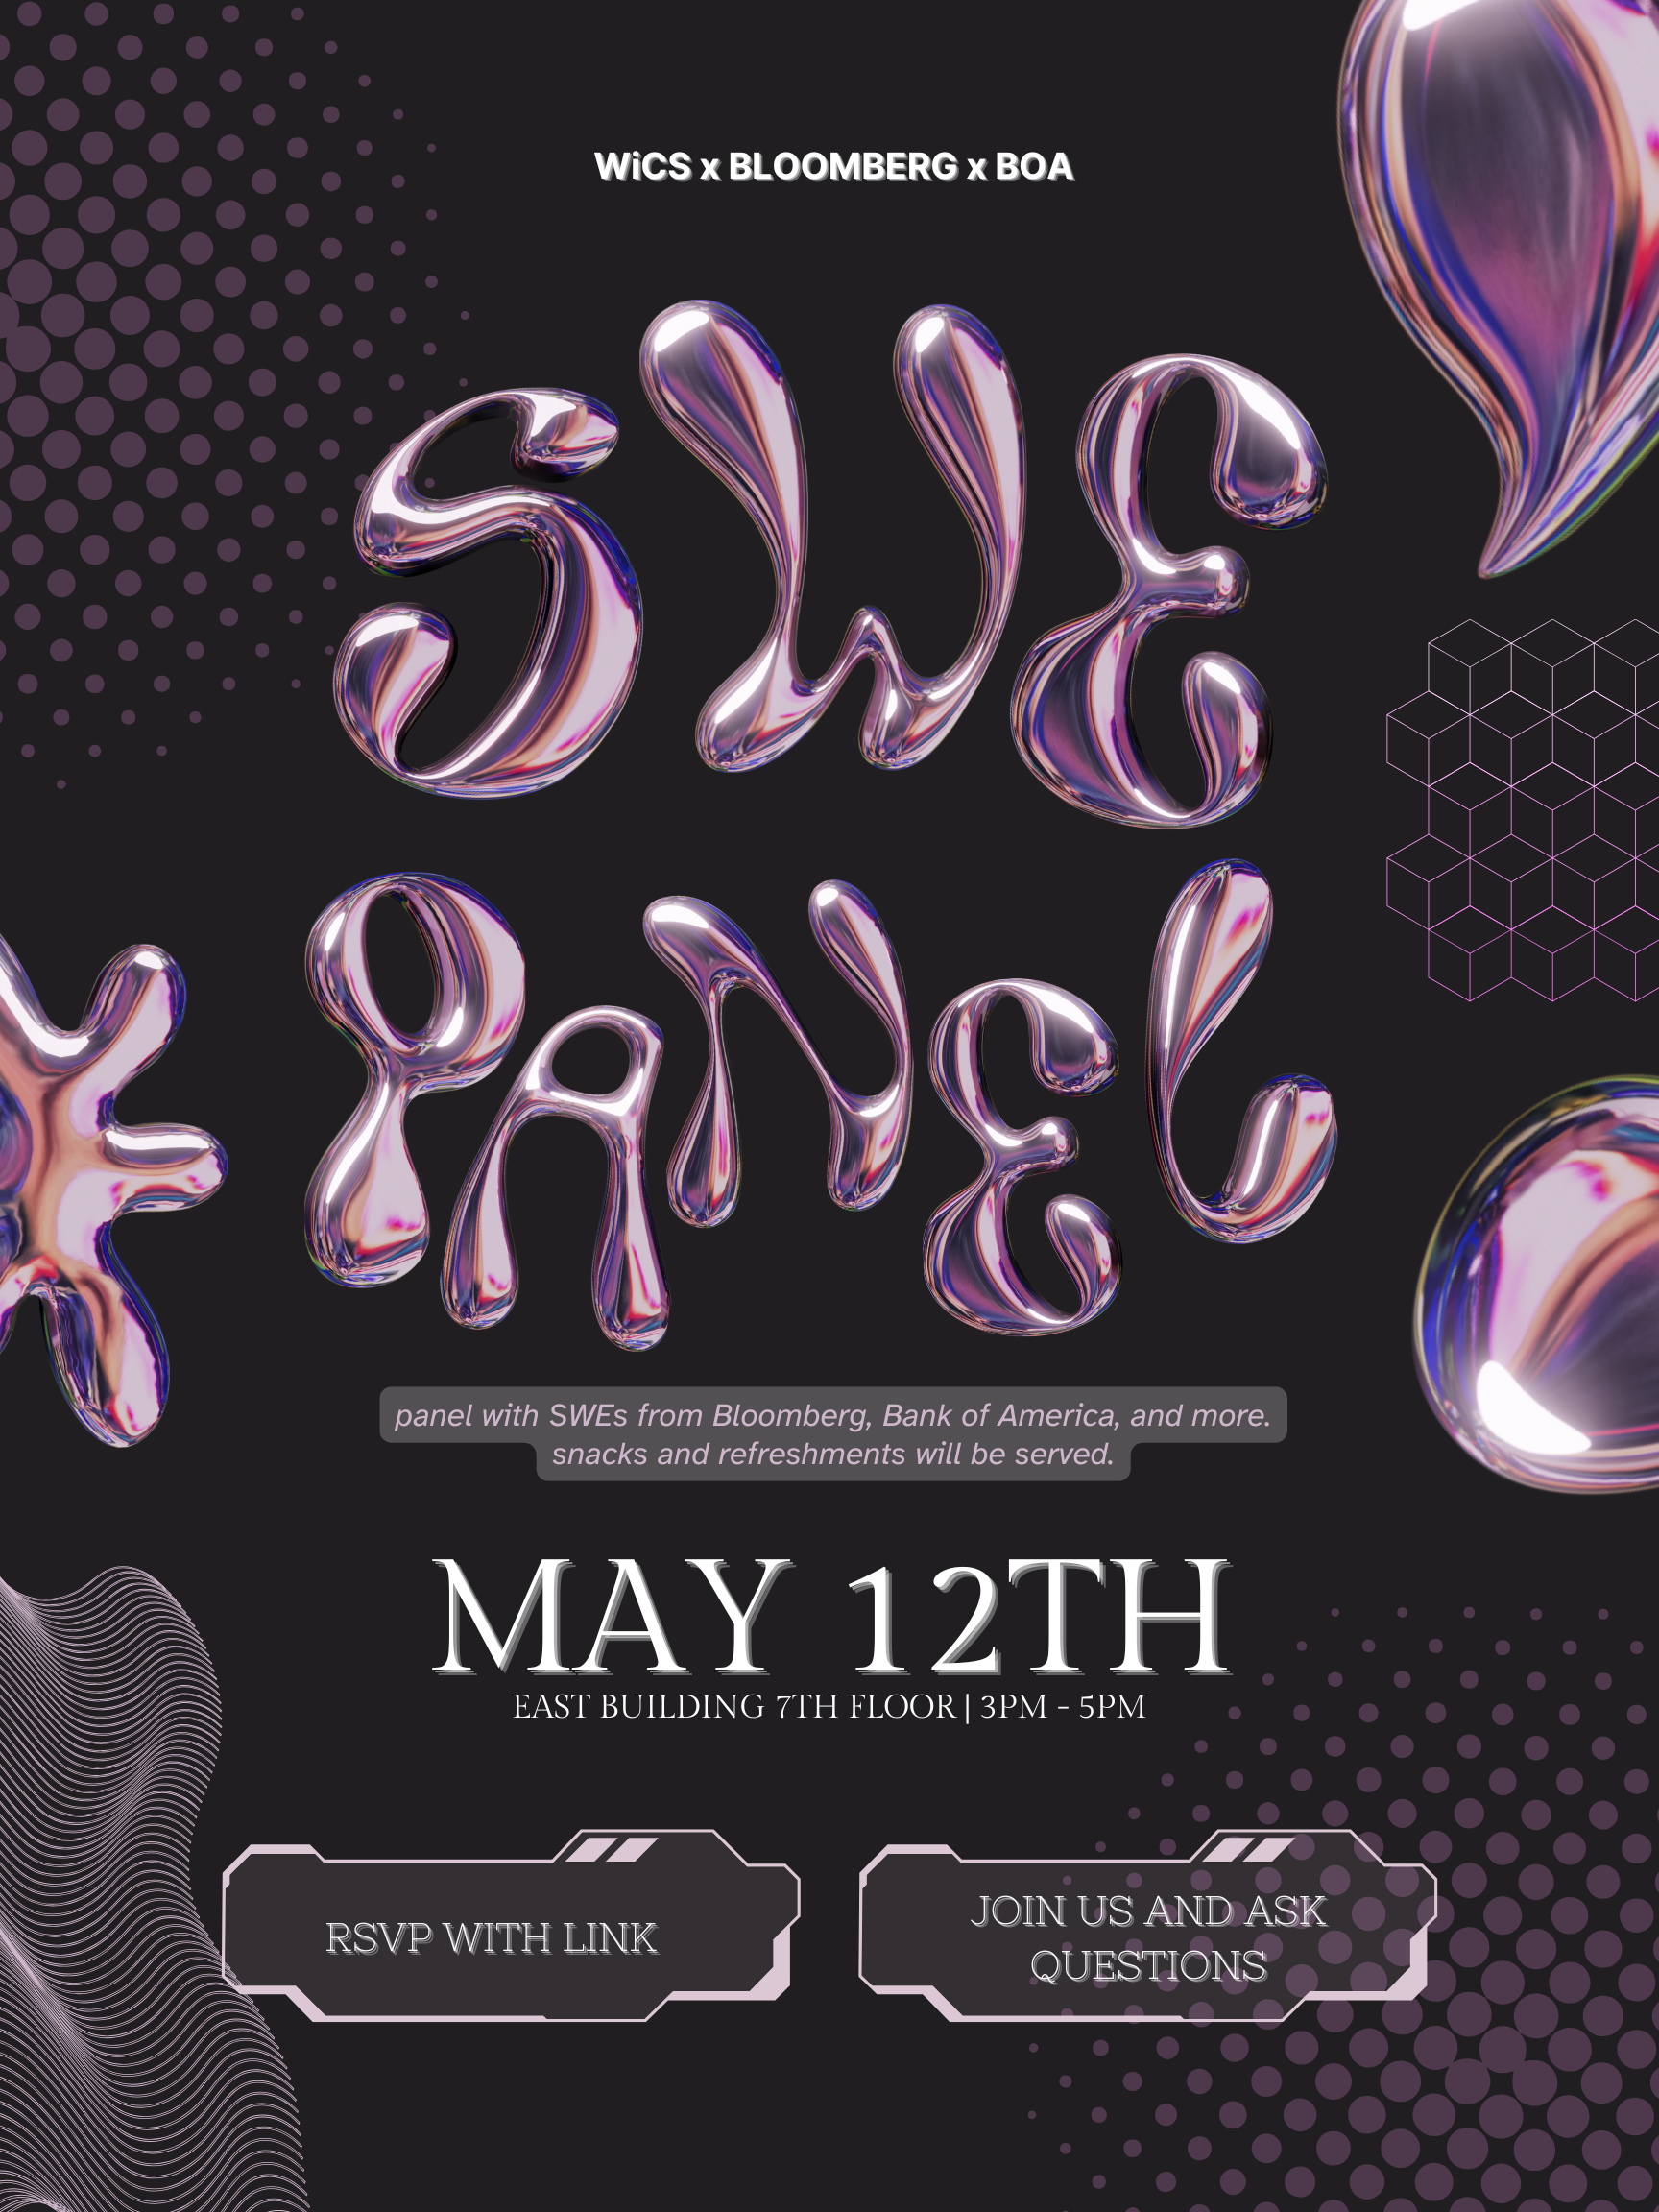 WiCS x BLOOMBERG x BOA
SWE
PANEL
panel with SWEs from Bloomberg, Bank of America, and more.
snacks and refreshments will be served.
MAY 12TH
EAST BUILDING 7TH FLOOR | 3PM - 5PM
RSVP WITH LINK
JOIN US AND ASK
QUESTIONS